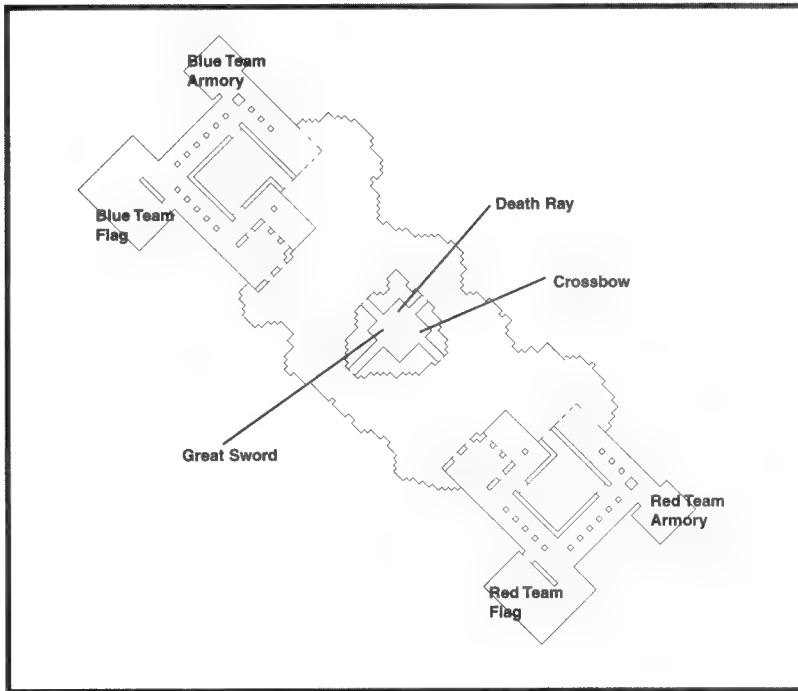 Blue Team
Armory
Blue Team
Flag
Death Ray
Crossbow
Great Sword
Red Team
Armory
Red Team
Flag